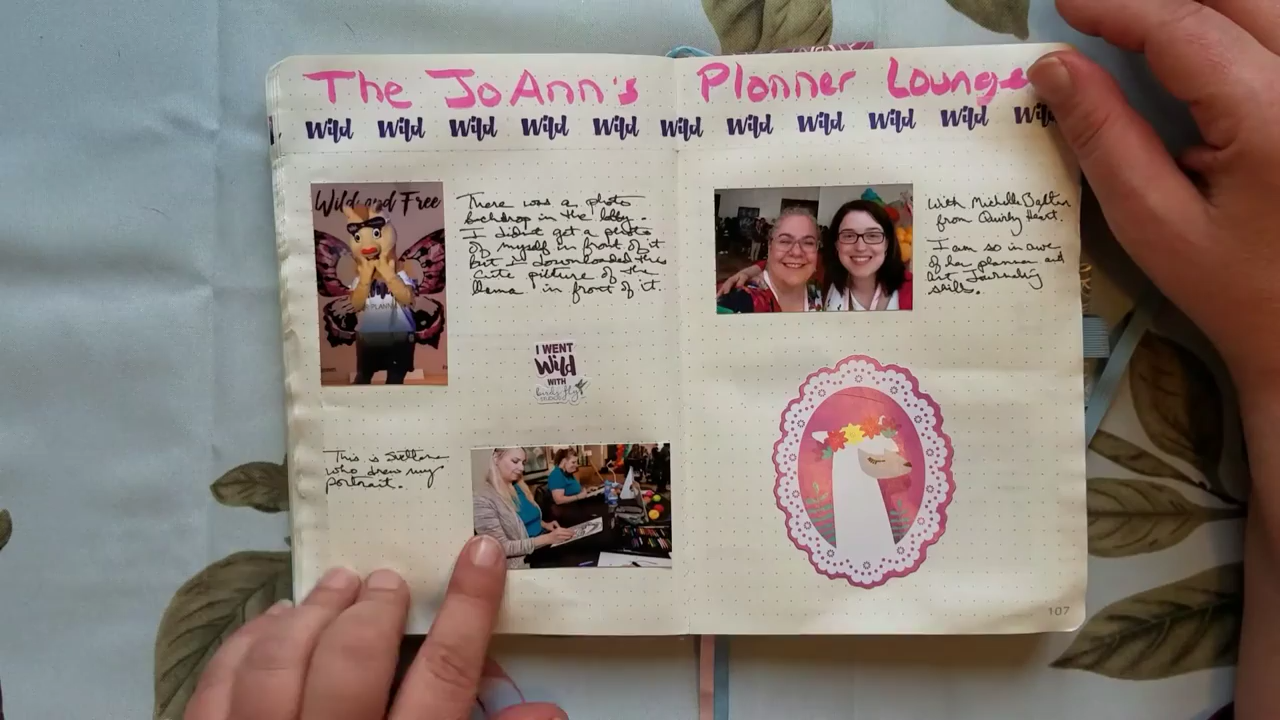 The JoAnn's Planner Lounge
Wild Wild Wild Wild Wild Wild Wild Wild Wild Wild Wild
Wild and Free
There was a photo
backdrop in the lobby.
I didn't get a photo
of myself in front of it
but I downloaded this
cute picture of the
llama in front of it.
I WENT
Wild
WITH
This is
who drew my
portrait.
With Michelle
from Quirky Heart.
I am so in awe
of her planner and
art Journaling
skills.
107